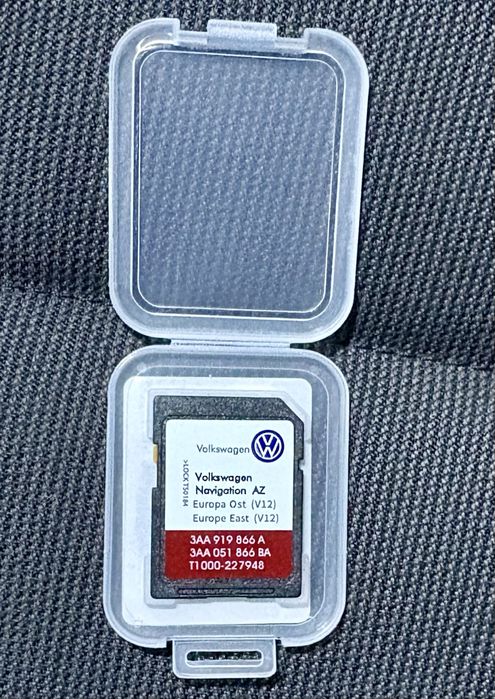 Volkswagen
>LOCKT50184
Volkswagen
Navigation AZ
Europa Ost (V12)
Europe East (V12)
3AA 919 866 A
3AA 051 866 BA
T1000-227948